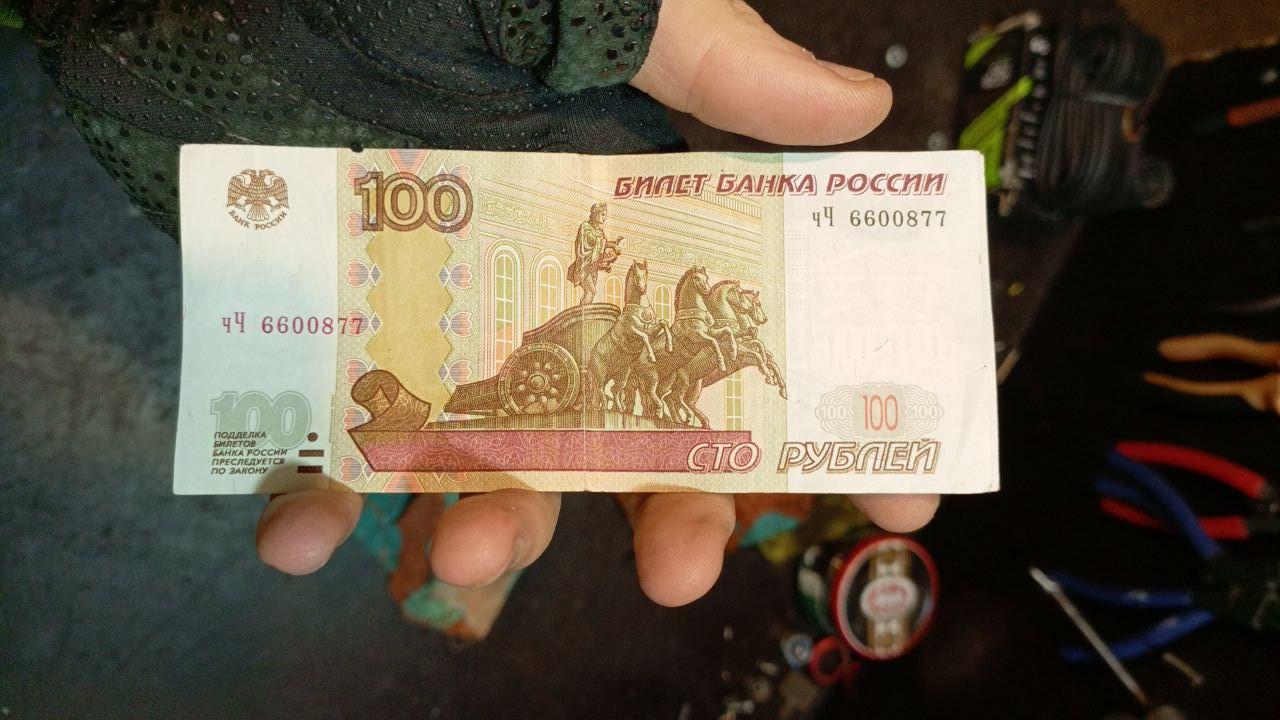 БАНК РОССИИ
100
БИЛЕТ БАНКА РОССИИ
чЧ 6600877
чЧ 6600877
100
ПОДДЕЛКА
БИЛЕТОВ
БАНКА РОССИИ
ПРЕСЛЕДУЕТСЯ
ПО ЗАКОНУ
100 100 100
СТО РУБЛЕЙ